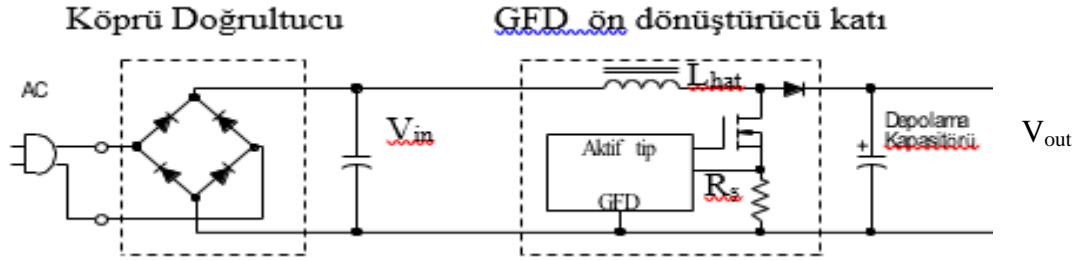 Köprü Doğrultucu
GFD ön dönüştürücü katı
AC
Vin
Lhat
Aktif tip
GFD
Rs
+
Depolama
Kapasitörü
Vout